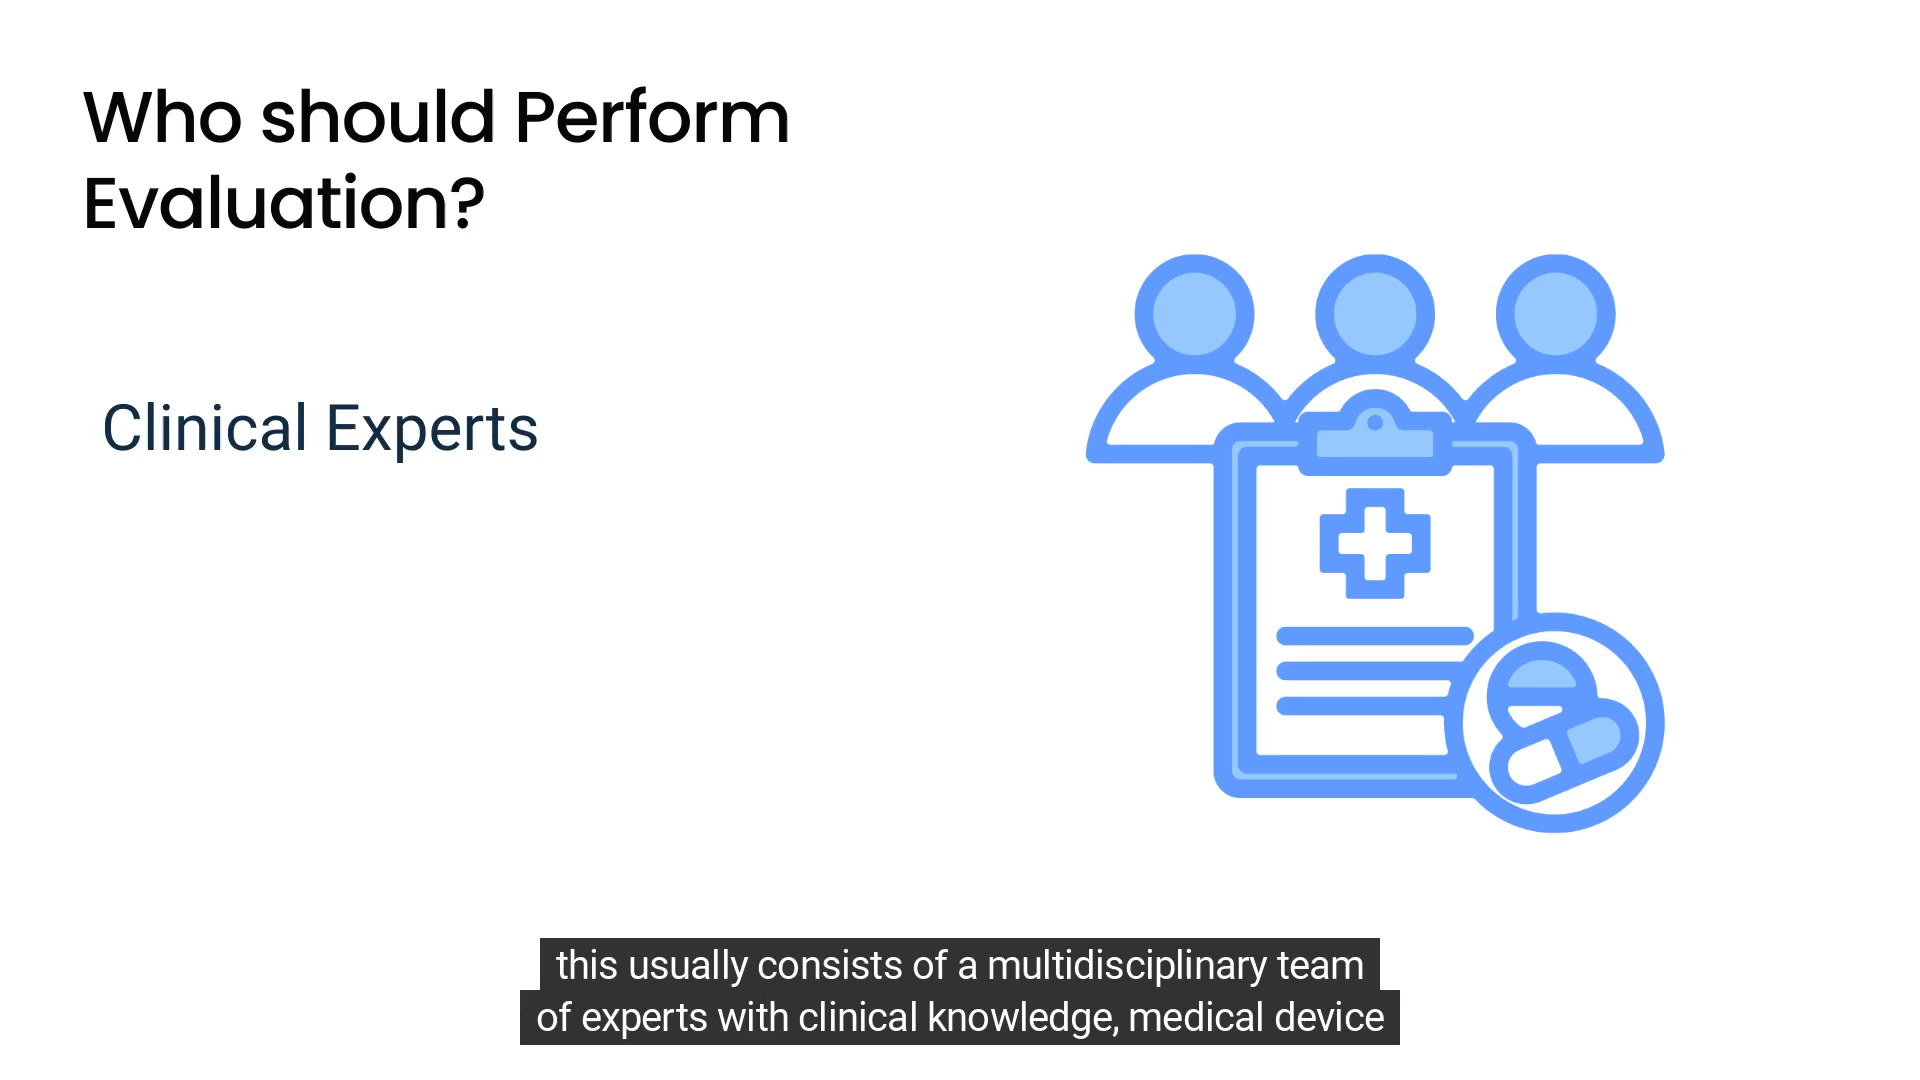 Who should Perform
Evaluation?
Clinical Experts
this usually consists of a multidisciplinary team
of experts with clinical knowledge, medical device